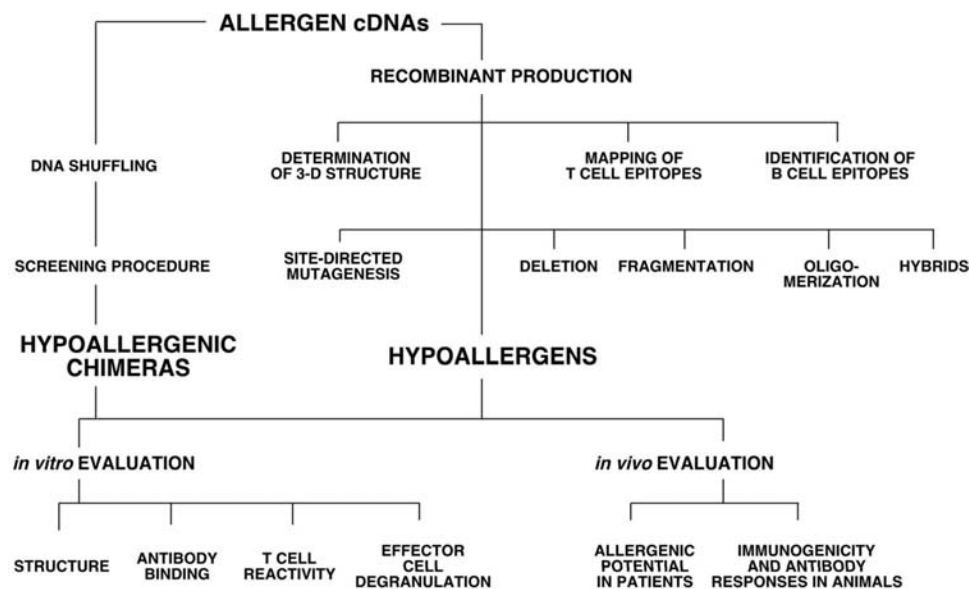 ALLERGEN cDNAs
RECOMBINANT PRODUCTION
DNA SHUFFLING
DETERMINATION
OF 3-D STRUCTURE
MAPPING OF
T CELL EPITOPES
IDENTIFICATION OF
B CELL EPITOPES
SCREENING PROCEDURE
SITE-DIRECTED
MUTAGENESIS
DELETION
FRAGMENTATION
OLIGO-
MERIZATION
HYBRIDS
HYPOALLERGENIC
CHIMERAS
HYPOALLERGENS
in vitro EVALUATION
in vivo EVALUATION
STRUCTURE
ANTIBODY
BINDING
T CELL
REACTIVITY
EFFECTOR
CELL
DEGRANULATION
ALLERGENIC
POTENTIAL
IN PATIENTS
IMMUNOGENICITY
AND ANTIBODY
RESPONSES IN ANIMALS